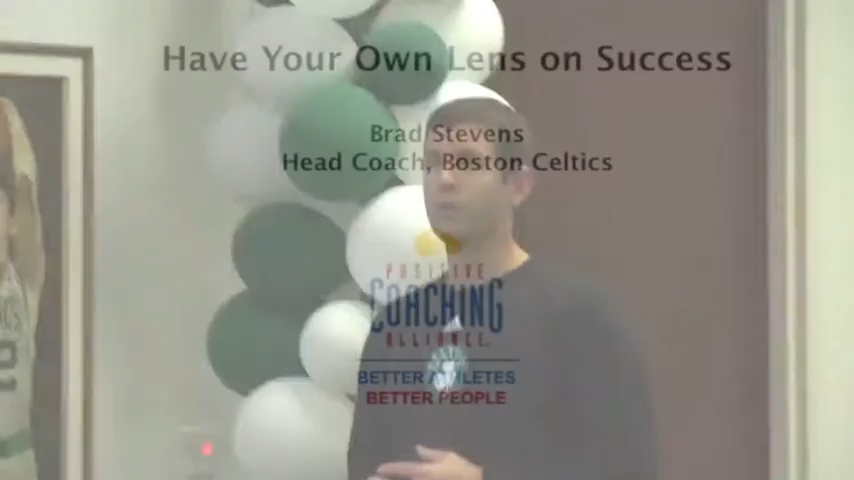 Have Your Own Lens on Success
Brad Stevens
Head Coach, Boston Celtics
POSITIVE
COACHING
ALLIANCE
BETTER ATHLETES
BETTER PEOPLE